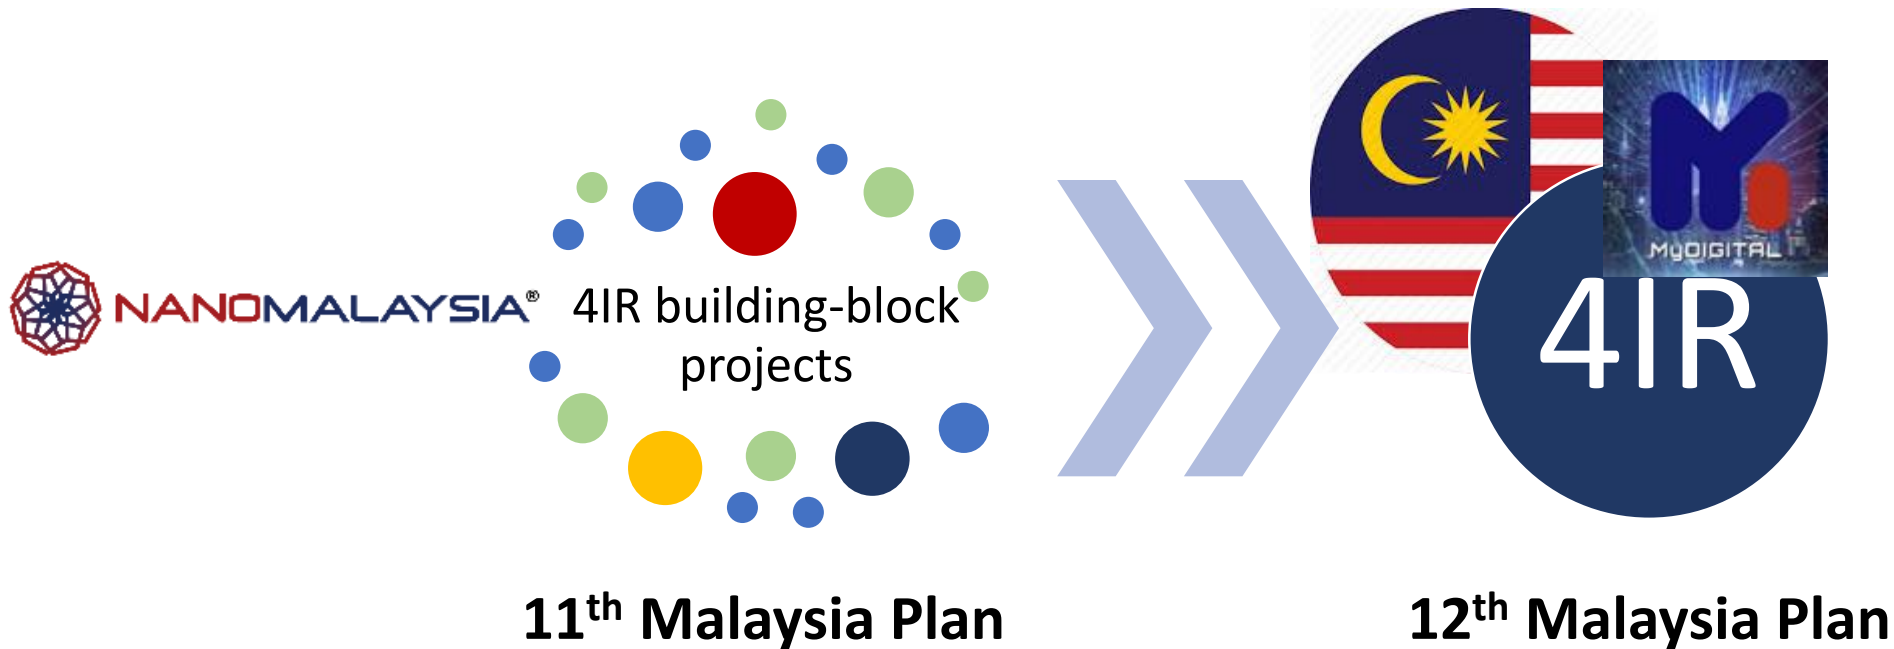 NANOMALAYSIA®
4IR building-block
projects
MyDIGITAL
4IR
11th Malaysia Plan
12th Malaysia Plan